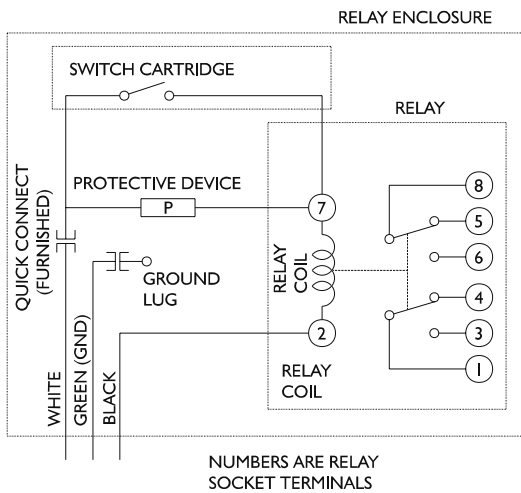 RELAY ENCLOSURE
SWITCH CARTRIDGE
RELAY
PROTECTIVE DEVICE
P
QUICK CONNECT
(FURNISHED)
GROUND
LUG
7
RELAY
COIL
2
RELAY
COIL
8
5
6
4
3
1
WHITE
GREEN (GND)
BLACK
NUMBERS ARE RELAY
SOCKET TERMINALS